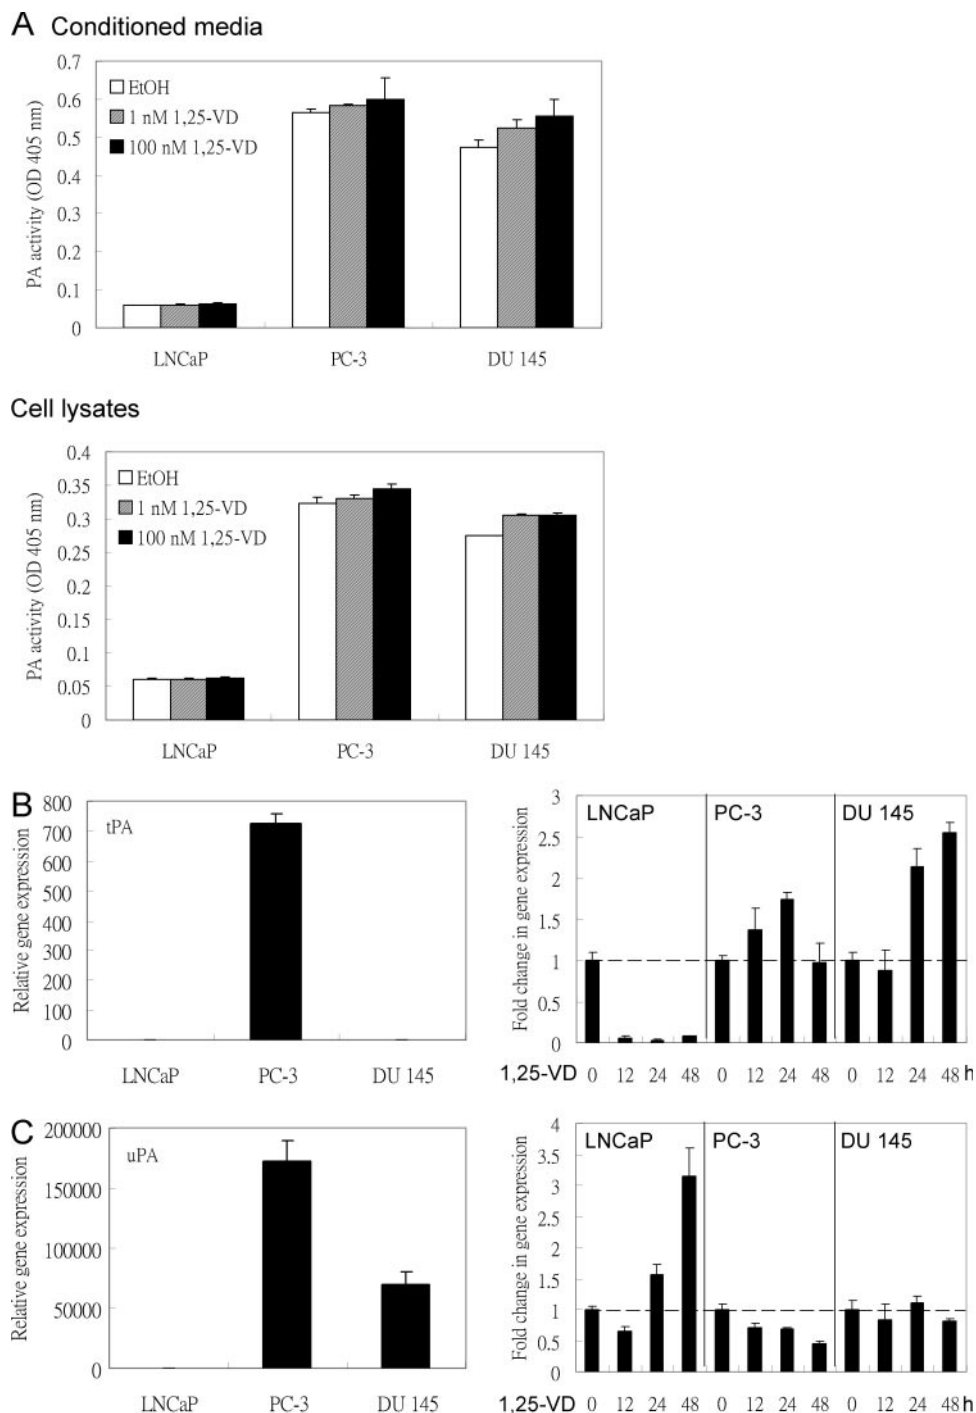 A Conditioned media
0.7
0.6
0.5
0.4
0.3
0.2
0.1
0
PA activity (OD 405 nm)
EtOH
1 nM 1,25-VD
100 nM 1,25-VD
LNCaP PC-3 DU 145
Cell lysates
0.4
0.35
0.3
0.25
0.2
0.15
0.1
0.05
0
PA activity (OD 405 nm)
EtOH
1 nM 1,25-VD
100 nM 1,25-VD
LNCaP PC-3 DU 145
B
800
700
600
500
400
300
200
100
0
Relative gene expression
tPA
LNCaP PC-3 DU 145
3
2.5
2
1.5
1
0.5
0
Fold change in gene expression
LNCaP PC-3 DU 145
1,25-VD 0 12 24 48 0 12 24 48 0 12 24 48 h
C
200000
150000
100000
50000
0
Relative gene expression
uPA
LNCaP PC-3 DU 145
4
3.5
3
2.5
2
1.5
1
0.5
0
Fold change in gene expression
LNCaP PC-3 DU 145
1,25-VD 0 12 24 48 0 12 24 48 0 12 24 48 h